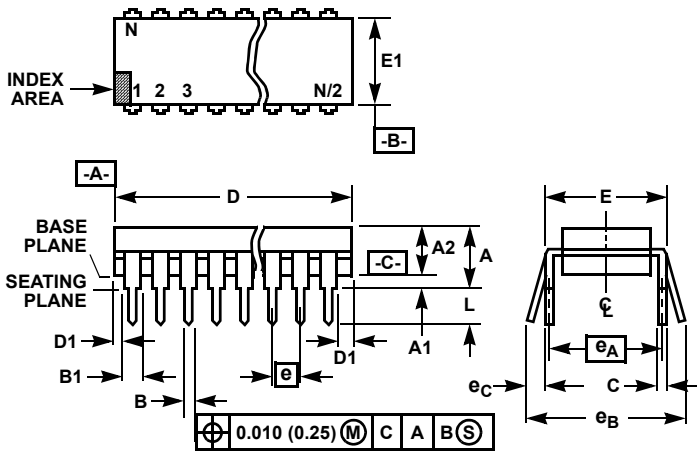 N
E1
INDEX
AREA
1 2 3 N/2
-B-
-A-
D
E
BASE
PLANE
A2
A
-C-
SEATING
PLANE
L
C
L
D1
A1
D1
eA
B1
e
eC
C
B
eB
0.010 (0.25) M C A B S